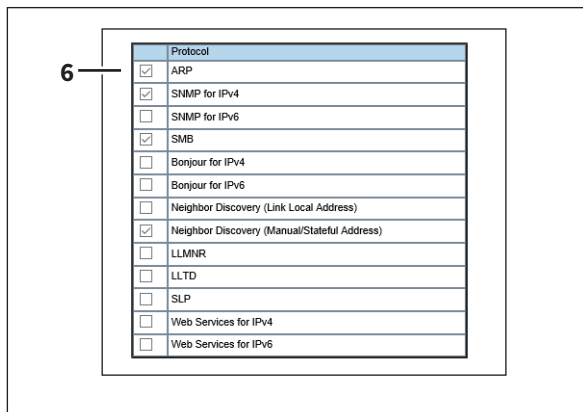 Protocol
6
ARP
SNMP for IPv4
SNMP for IPv6
SMB
Bonjour for IPv4
Bonjour for IPv6
Neighbor Discovery (Link Local Address)
Neighbor Discovery (Manual/Stateful Address)
LLMNR
LLTD
SLP
Web Services for IPv4
Web Services for IPv6